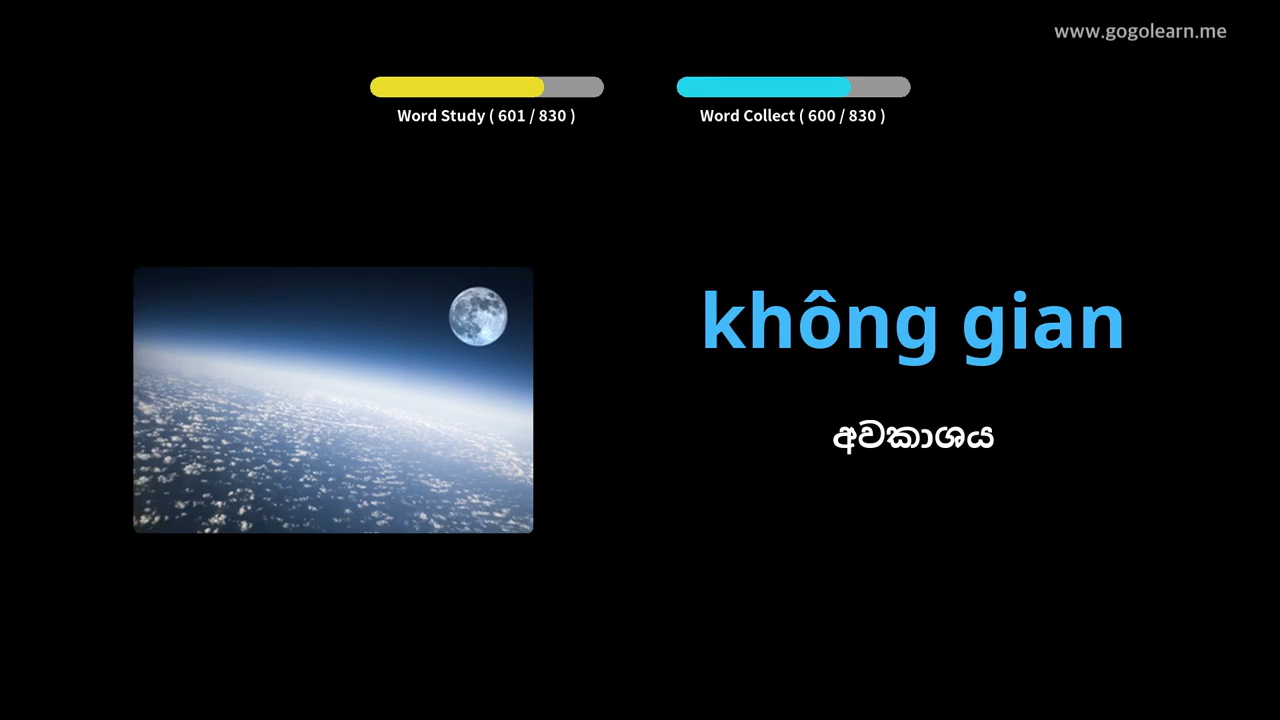 www.gogolearn.me
Word Study ( 601 / 830 )
Word Collect ( 600 / 830 )
không gian
අවකාශය